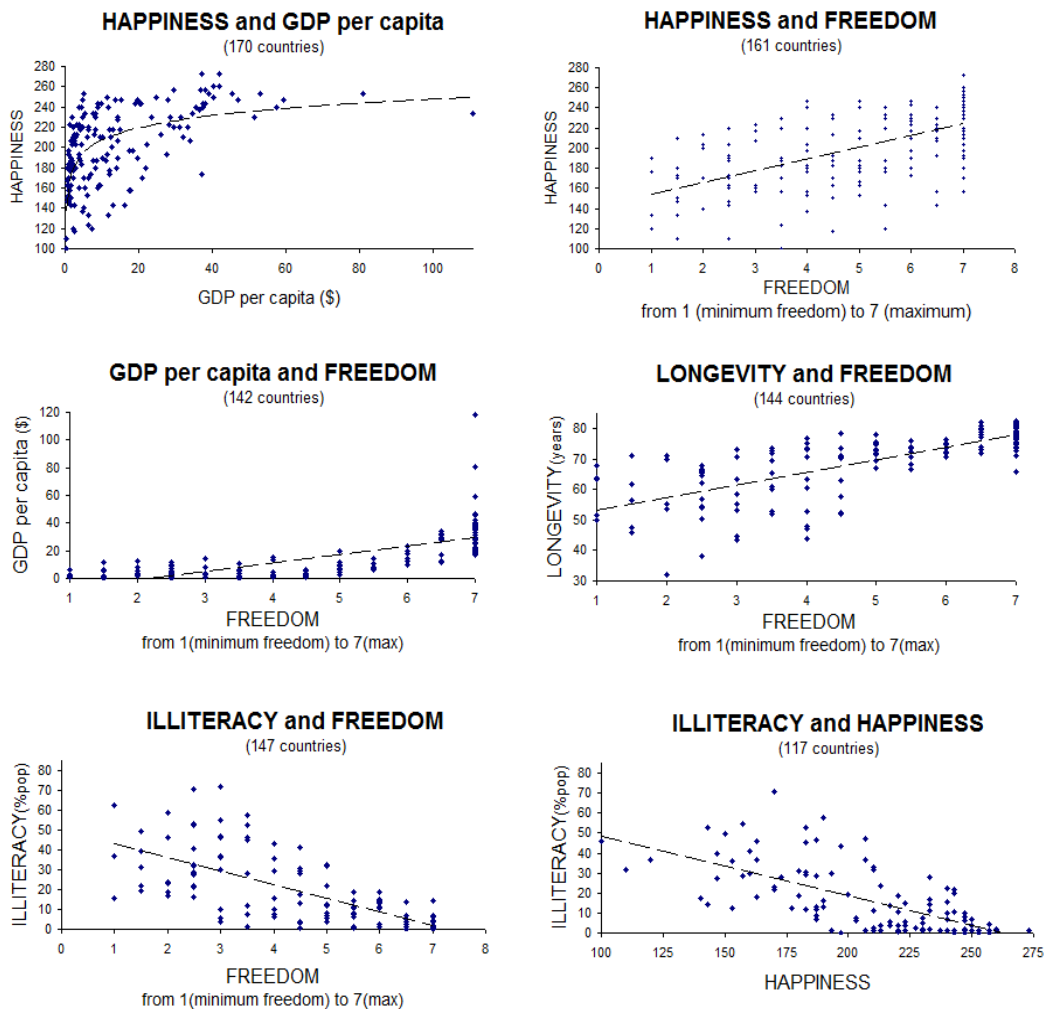 HAPPINESS and GDP per capita
(170 countries)
HAPPINESS
280
260
240
220
200
180
160
140
120
100
0 20 40 60 80 100
GDP per capita ($)
HAPPINESS and FREEDOM
(161 countries)
HAPPINESS
280
260
240
220
200
180
160
140
120
100
0 1 2 3 4 5 6 7 8
FREEDOM
from 1 (minimum freedom) to 7 (maximum)
GDP per capita and FREEDOM
(142 countries)
GDP per capita ($)
120
100
80
60
40
20
0
1 2 3 4 5 6 7
FREEDOM
from 1(minimum freedom) to 7(max)
LONGEVITY and FREEDOM
(144 countries)
LONGEVITY(years)
80
70
60
50
40
30
1 2 3 4 5 6 7
FREEDOM
from 1(minimum freedom) to 7(max)
ILLITERACY and FREEDOM
(147 countries)
ILLITERACY(%pop)
80
70
60
50
40
30
20
10
0
0 1 2 3 4 5 6 7 8
FREEDOM
from 1(minimum freedom) to 7(max)
ILLITERACY and HAPPINESS
(117 countries)
ILLITERACY(%pop)
80
70
60
50
40
30
20
10
0
100 125 150 175 200 225 250 275
HAPPINESS